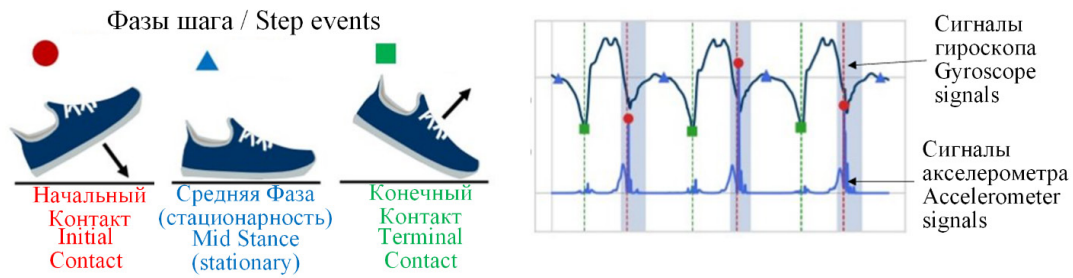 Фазы шага / Step events
Начальный
Контакт
Initial
Contact
Средняя Фаза
(стационарность)
Mid Stance
(stationary)
Конечный
Контакт
Terminal
Contact
Сигналы
гироскопа
Gyroscope
signals
Сигналы
акселерометра
Accelerometer
signals